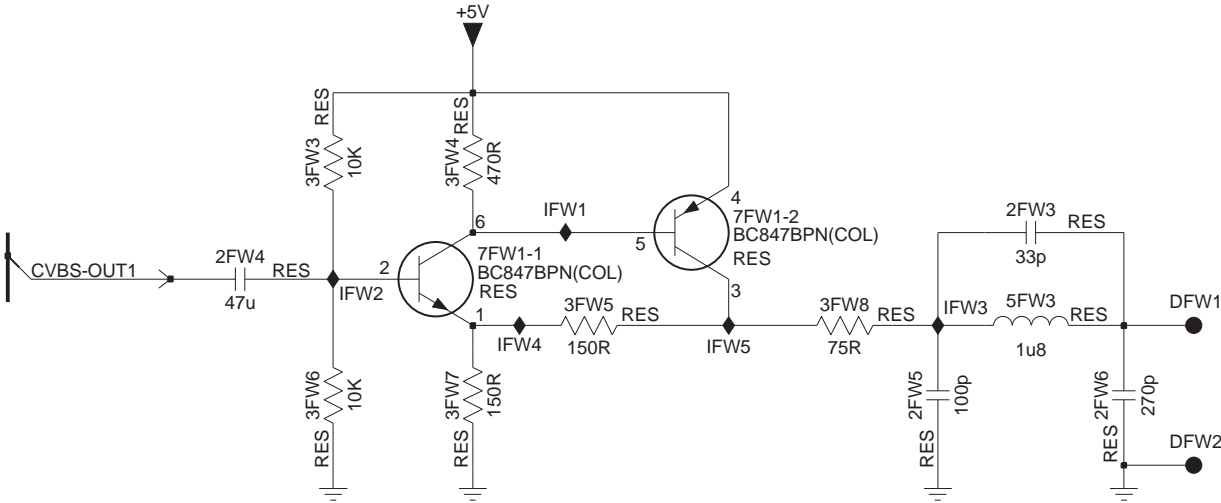 +5V
RES
RES
3FW3
10K
3FW4
470R
IFW1
6
5
4
7FW1-2
BC847BPN(COL)
RES
3
2FW3
RES
33p
CVBS-OUT1
2FW4
RES
47u
IFW2
2
7FW1-1
BC847BPN(COL)
RES
1
IFW4
3FW5
RES
150R
IFW5
3FW8
RES
75R
IFW3
5FW3
RES
1u8
DFW1
3FW6
10K
RES
3FW7
150R
RES
2FW5
100p
RES
2FW6
270p
RES
DFW2